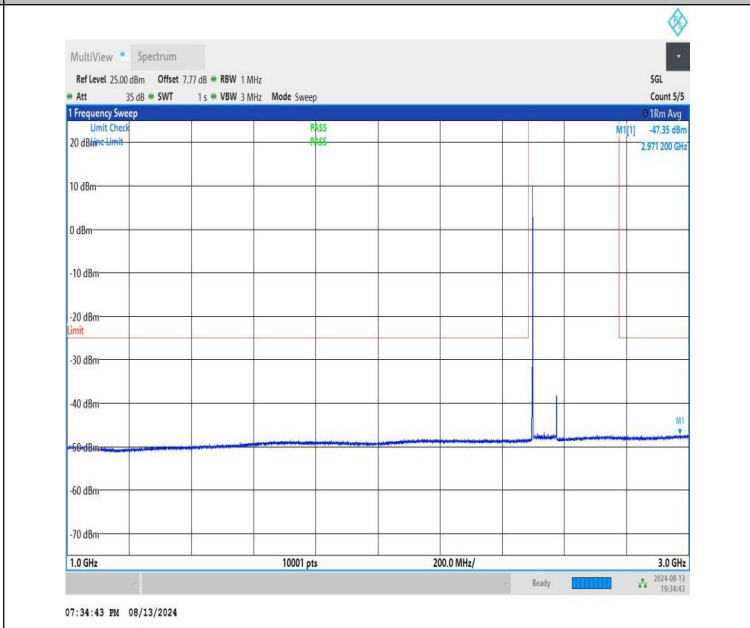 R&S
MultiView Spectrum
Ref Level 25.00 dBm Offset 7.77 dB RBW 1 MHz SGL
Att 35 dB SWT 1 s VBW 3 MHz Mode Sweep Count 5/5
1 Frequency Sweep 1Rm Avg
Limit Check PASS M1[1] -47.35 dBm
Line Limit PASS 2.971 200 GHz
20 dBm
10 dBm
0 dBm
-10 dBm
-20 dBm
Limit
-30 dBm
-40 dBm
M1
-50 dBm
-60 dBm
-70 dBm
1.0 GHz 10001 pts 200.0 MHz/ 3.0 GHz
Ready 2024-08-13
19:34:43
07:34:43 PM 08/13/2024